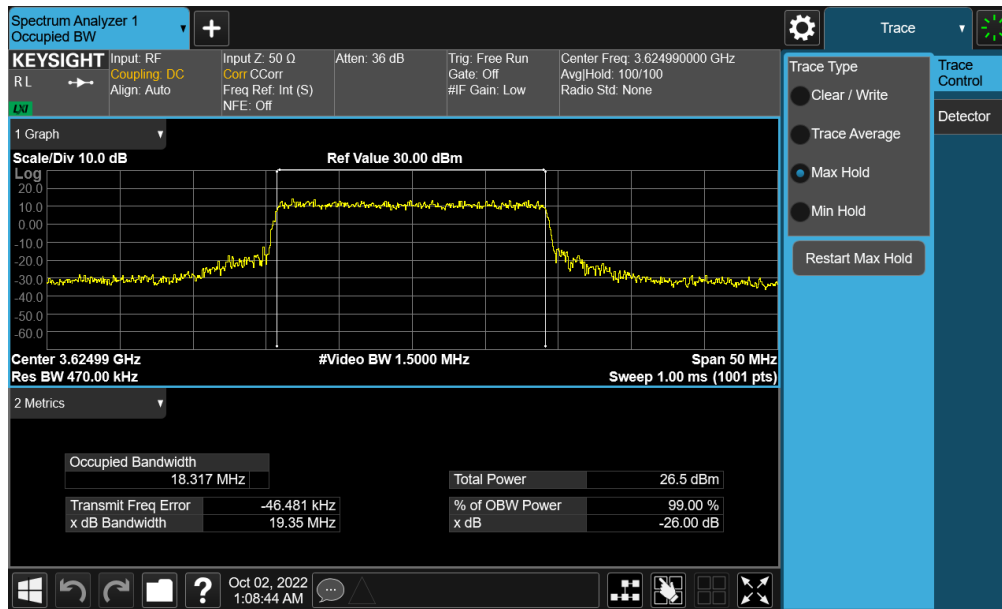 Spectrum Analyzer 1
Occupied BW
+
Trace
KEYSIGHT
R L
LXI
Input: RF
Coupling: DC
Align: Auto
Input Z: 50 Ω
Corr CCorr
Freq Ref: Int (S)
NFE: Off
Atten: 36 dB
Trig: Free Run
Gate: Off
#IF Gain: Low
Center Freq: 3.624990000 GHz
Avg|Hold: 100/100
Radio Std: None
1 Graph
Scale/Div 10.0 dB
Ref Value 30.00 dBm
Log
20.0
10.0
0.00
-10.0
-20.0
-30.0
-40.0
-50.0
-60.0
Center 3.62499 GHz
#Video BW 1.5000 MHz
Span 50 MHz
Res BW 470.00 kHz
Sweep 1.00 ms (1001 pts)
2 Metrics
Occupied Bandwidth
18.317 MHz
Total Power 26.5 dBm
Transmit Freq Error -46.481 kHz
% of OBW Power 99.00 %
x dB Bandwidth 19.35 MHz
x dB -26.00 dB
Trace Type
Clear / Write
Trace Average
Max Hold
Min Hold
Restart Max Hold
Trace
Control
Detector
?
Oct 02, 2022
1:08:44 AM